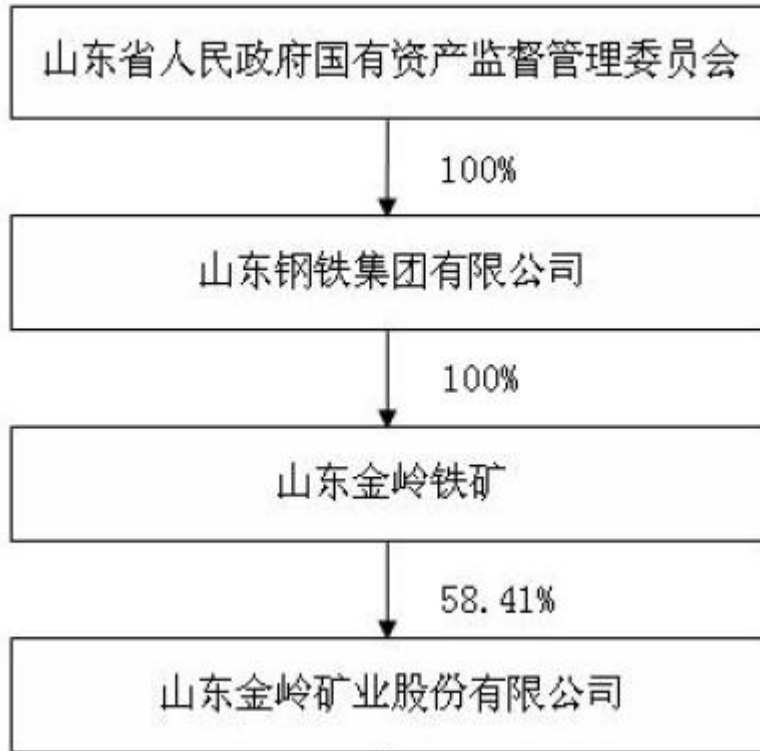 山东省人民政府国有资产监督管理委员会
100%
山东钢铁集团有限公司
100%
山东金岭铁矿
58.41%
山东金岭矿业股份有限公司